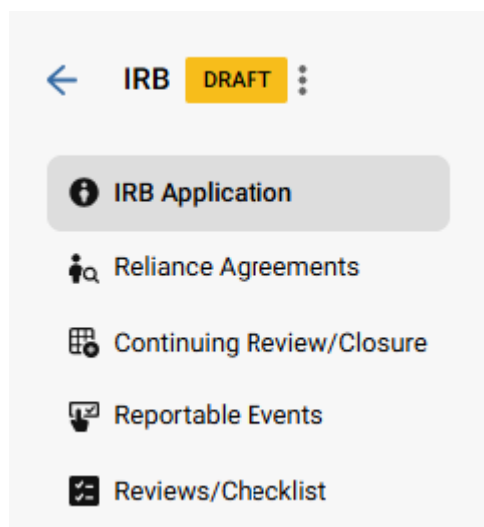 IRB DRAFT
IRB Application
Reliance Agreements
Continuing Review/Closure
Reportable Events
Reviews/Checklist